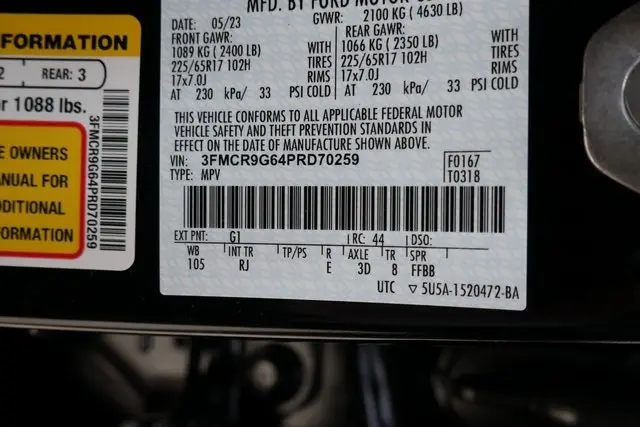 FORMATION
2 REAR: 3
or 1088 lbs.
E OWNERS
ANUAL FOR
DDITIONAL
FORMATION
3FMCR9G64PRD70259
MFD. BY FORD MOTOR
DATE: 05/23 GVWR: 2100 KG ( 4630 LB)
FRONT GAWR: REAR GAWR:
1089 KG ( 2400 LB) WITH 1066 KG ( 2350 LB) WITH
225/65R17 102H TIRES 225/65R17 102H TIRES
17x7.0J RIMS 17x7.0J RIMS
AT 230 kPa/ 33 PSI COLD AT 230 kPa/ 33 PSI COLD
THIS VEHICLE CONFORMS TO ALL APPLICABLE FEDERAL MOTOR
VEHICLE SAFETY AND THEFT PREVENTION STANDARDS IN
EFFECT ON THE DATE OF MANUFACTURE SHOWN ABOVE.
VIN: 3FMCR9G64PRD70259 F0167
TYPE: MPV T0318
EXT PNT: G1 RC: 44 DSO:
WB INT TR TP/PS R AXLE TR SPR
105 RJ E 3D 8 FFBB
UTC ▽ 5U5A-1520472-BA